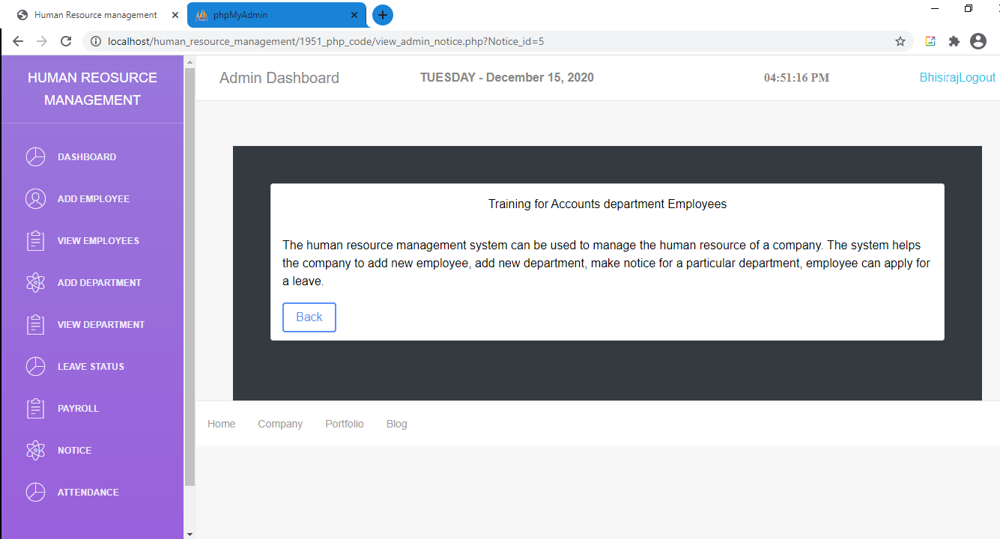 Human Resource management
phpMyAdmin
localhost/human_resource_management/1951_php_code/view_admin_notice.php?Notice_id=5
HUMAN REOSURCE
MANAGEMENT
Admin Dashboard
TUESDAY - December 15, 2020
04:51:16 PM
BhisirajLogout
DASHBOARD
ADD EMPLOYEE
VIEW EMPLOYEES
ADD DEPARTMENT
VIEW DEPARTMENT
LEAVE STATUS
PAYROLL
NOTICE
ATTENDANCE
Training for Accounts department Employees
The human resource management system can be used to manage the human resource of a company. The system helps
the company to add new employee, add new department, make notice for a particular department, employee can apply for
a leave.
Back
Home Company Portfolio Blog